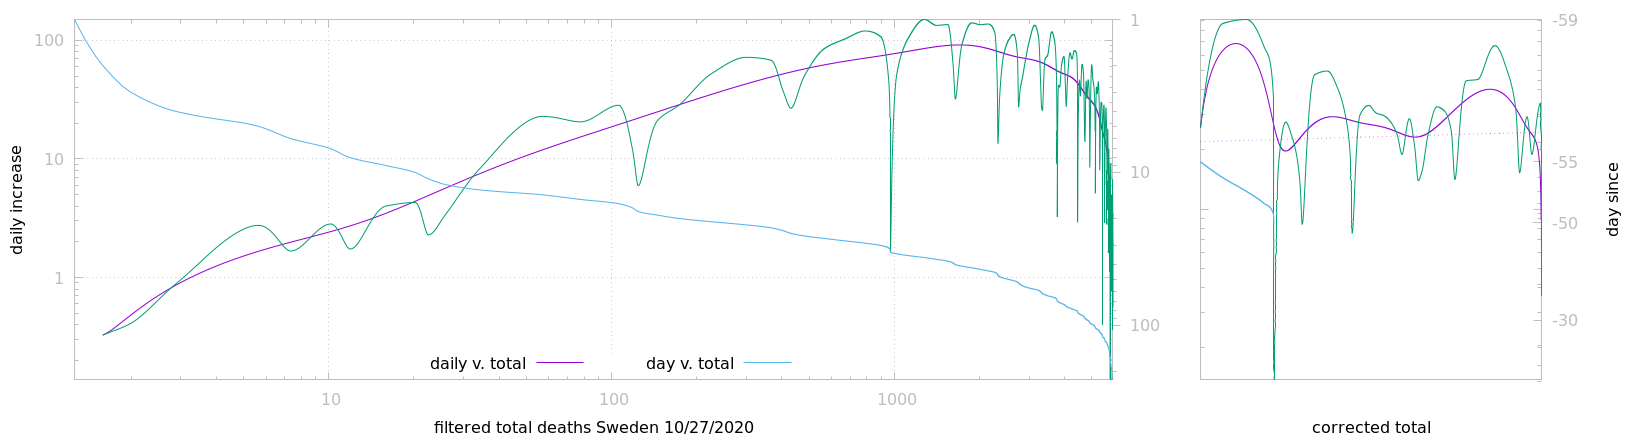 100
10
1
daily increase
10
100
1000
1
10
100
daily v. total
day v. total
filtered total deaths Sweden 10/27/2020
-59
-55
-50
-30
day since
corrected total